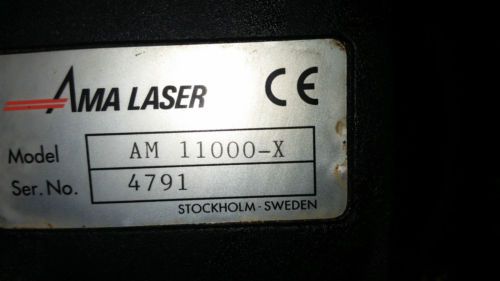 AMA LASER CE
Model AM 11000-X
Ser. No. 4791
STOCKHOLM - SWEDEN